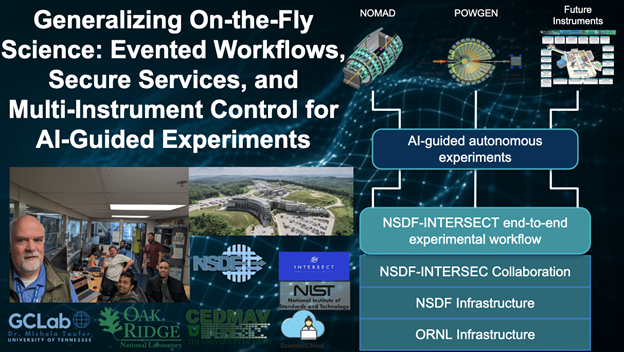 Generalizing On-the-Fly
Science: Evented Workflows,
Secure Services, and
Multi-Instrument Control for
AI-Guided Experiments
NOMAD
POWGEN
Future
Instruments
AI-guided autonomous
experiments
NSDF-INTERSECT end-to-end
experimental workflow
NSDF-INTERSEC Collaboration
NSDF Infrastructure
ORNL Infrastructure
NSDF
INTERSECT
NIST
National Institute of
Standards and Technology
GCLab
Dr. Michela Taufer
UNIVERSITY OF TENNESSEE
OAK
RIDGE
National Laboratory
CEDMAV